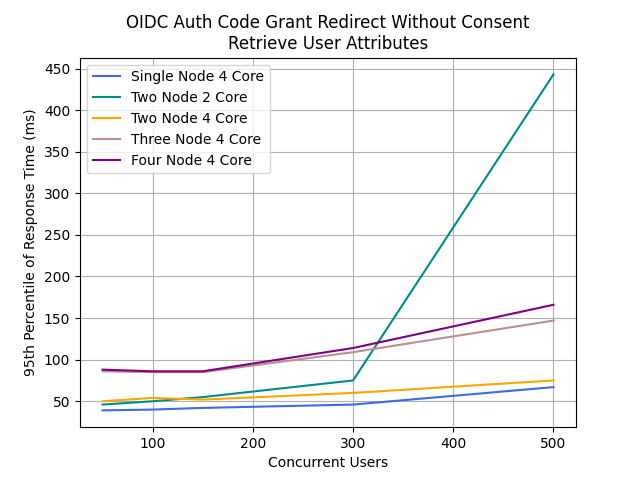 OIDC Auth Code Grant Redirect Without Consent
Retrieve User Attributes
Single Node 4 Core
Two Node 2 Core
Two Node 4 Core
Three Node 4 Core
Four Node 4 Core
95th Percentile of Response Time (ms)
450
400
350
300
250
200
150
100
50
100 200 300 400 500
Concurrent Users